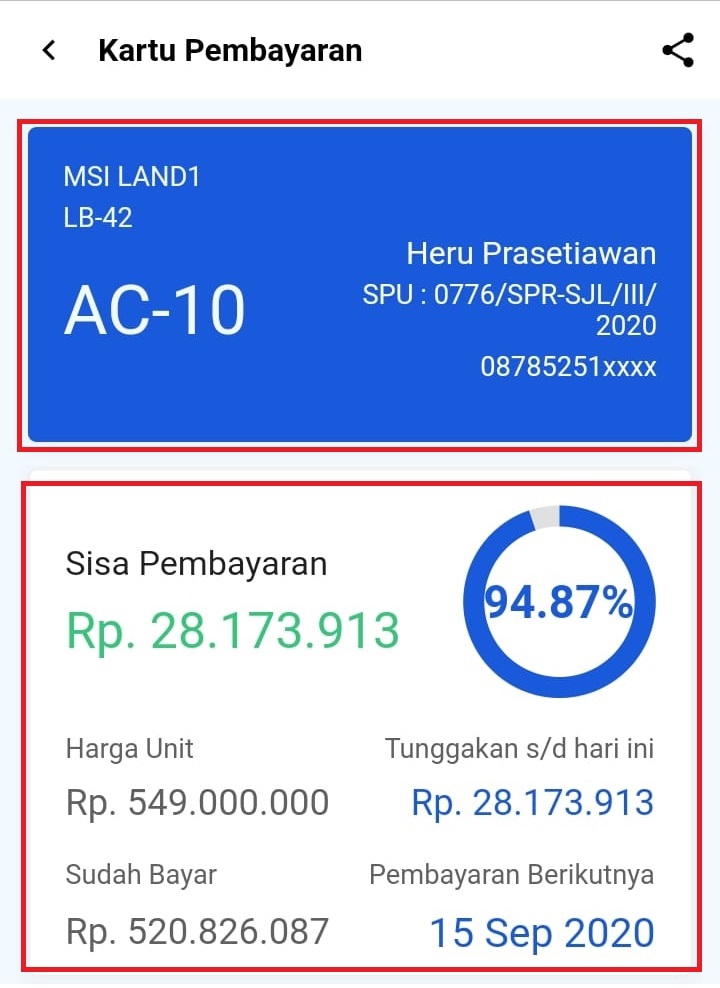 Kartu Pembayaran
MSI LAND1
LB-42
AC-10
Heru Prasetiawan
SPU : 0776/SPR-SJL/III/
2020
08785251xxxx
Sisa Pembayaran
Rp. 28.173.913
94.87%
Harga Unit
Rp. 549.000.000
Tunggakan s/d hari ini
Rp. 28.173.913
Sudah Bayar
Rp. 520.826.087
Pembayaran Berikutnya
15 Sep 2020